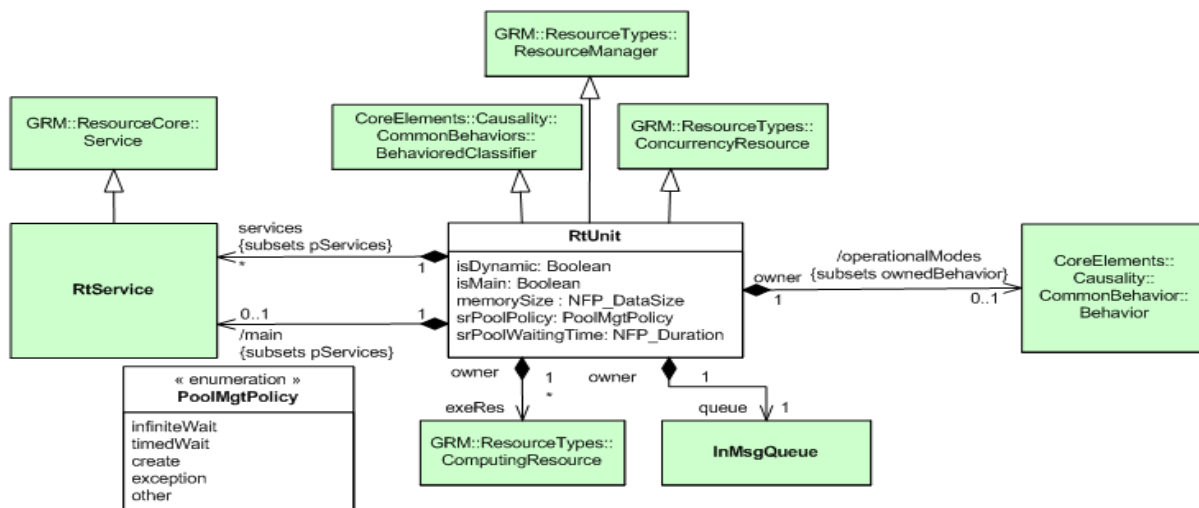 GRM::ResourceTypes::
ResourceManager
GRM::ResourceCore::
Service
CoreElements::Causality::
CommonBehaviors::
BehavioredClassifier
GRM::ResourceTypes::
ConcurrencyResource
RtService
services
{subsets pServices}
*
1
0..1
1
/main
{subsets pServices}
RtUnit
isDynamic: Boolean
isMain: Boolean
memorySize : NFP_DataSize
srPoolPolicy: PoolMgtPolicy
srPoolWaitingTime: NFP_Duration
/operationalModes
{subsets ownedBehavior}
owner
1
0..1
CoreElements::
Causality::
CommonBehavior::
Behavior
« enumeration »
PoolMgtPolicy
infiniteWait
timedWait
create
exception
other
owner
1
*
exeRes
GRM::ResourceTypes::
ComputingResource
owner
1
queue
1
InMsgQueue